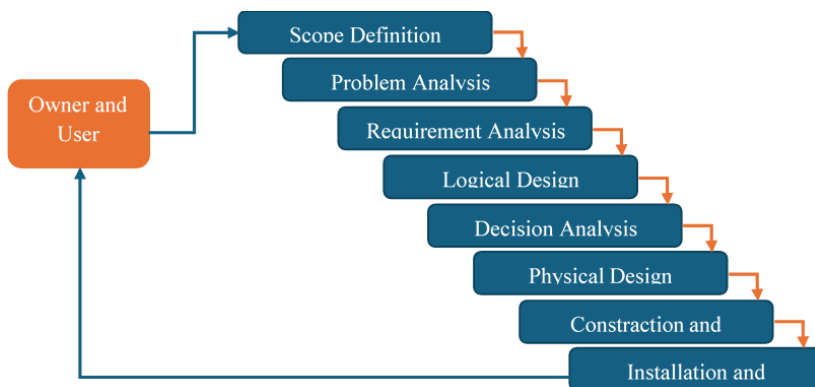 Scope Definition
Problem Analysis
Owner and
User
Requirement Analysis
Logical Design
Decision Analysis
Physical Design
Constraction and
Installation and